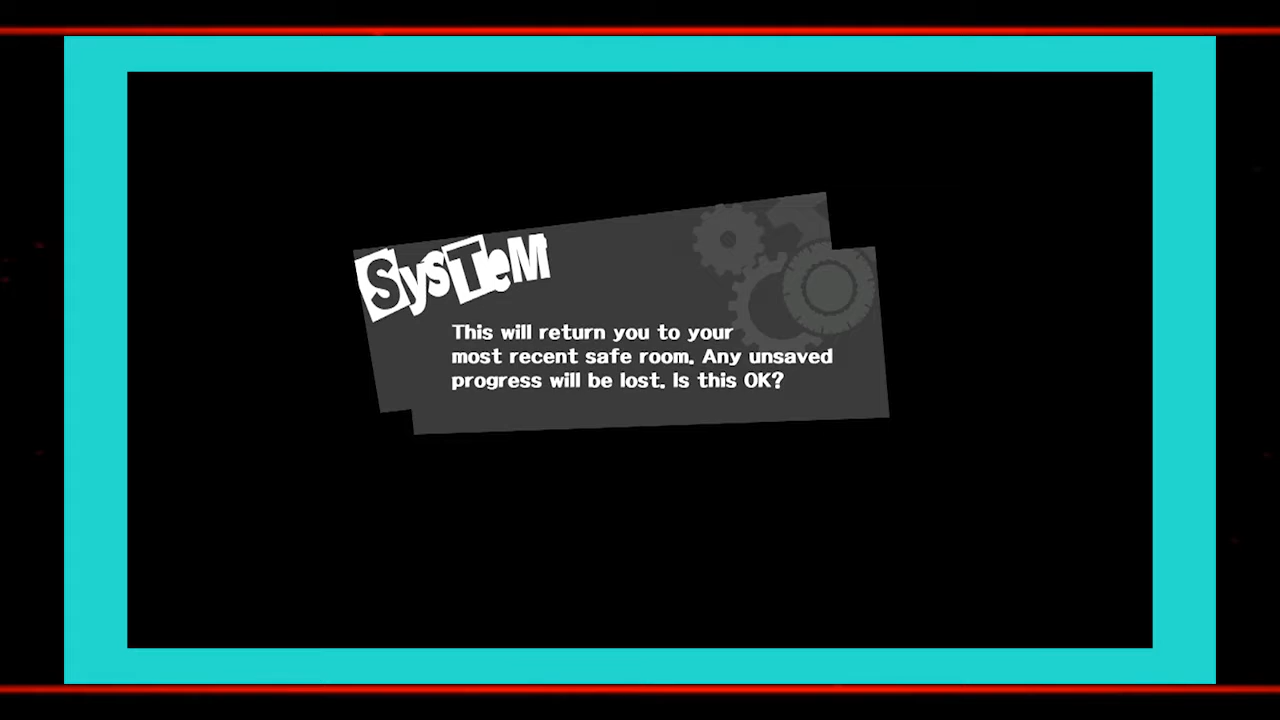 SysTeM
This will return you to your
most recent safe room. Any unsaved
progress will be lost. Is this OK?